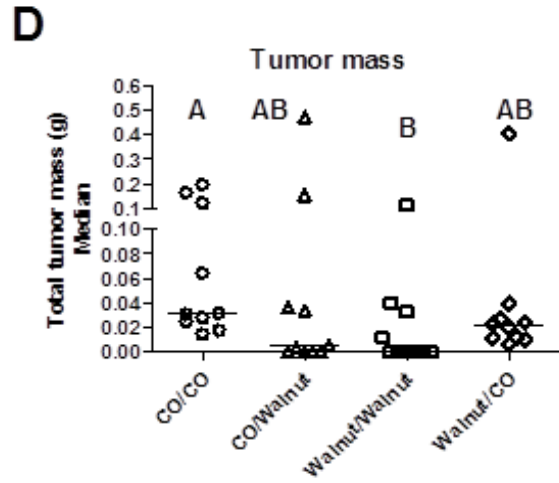 D
Tumor mass
Total tumor mass (g)
Median
0.6
0.5
0.4
0.3
0.2
0.1
0.10
0.08
0.06
0.04
0.02
0.00
A
AB
B
AB
CO/CO
CO/Walnut
Walnut/Walnut
Walnut/CO